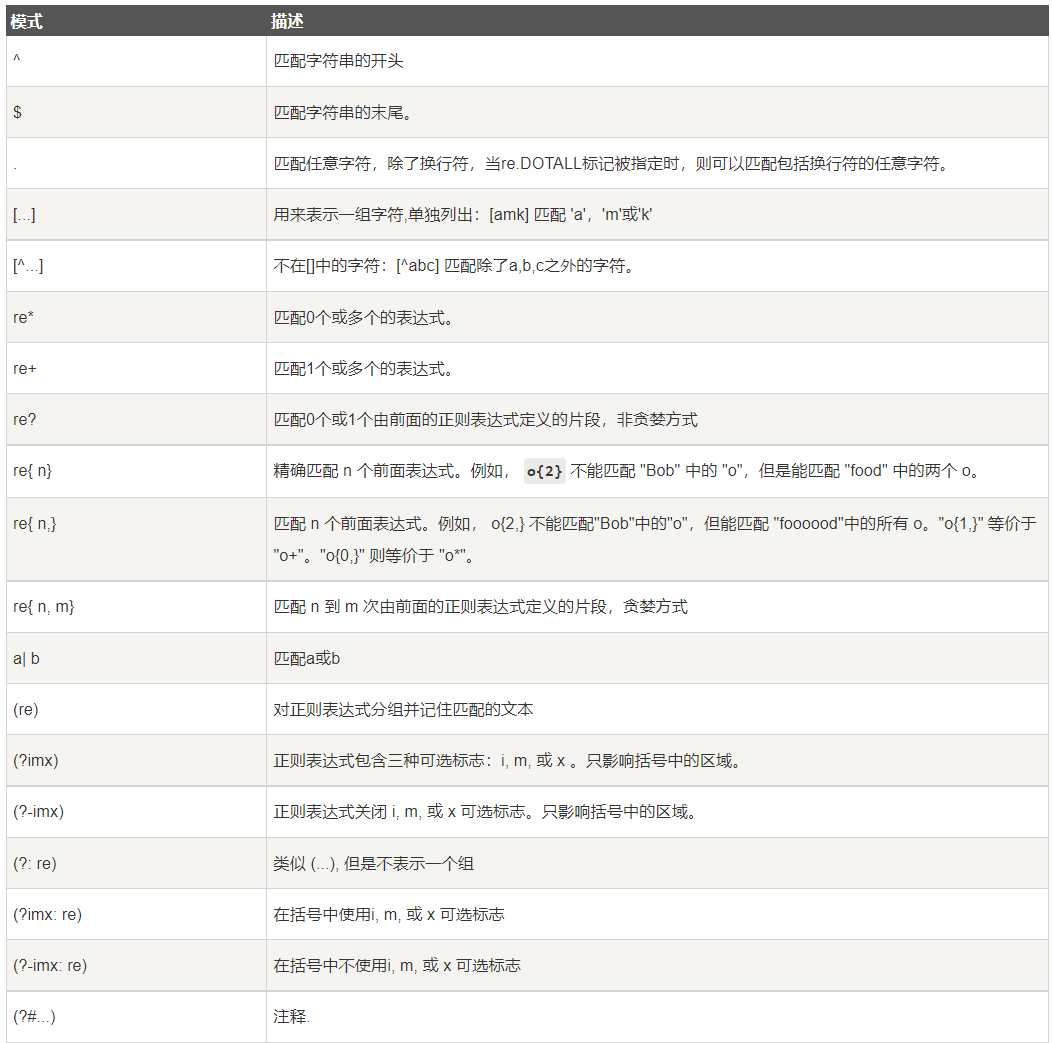 模式 描述
^ 匹配字符串的开头
$ 匹配字符串的末尾。
. 匹配任意字符，除了换行符，当re.DOTALL标记被指定时，则可以匹配包括换行符的任意字符。
[...] 用来表示一组字符,单独列出：[amk] 匹配 'a'，'m'或'k'
[^...] 不在[]中的字符：[^abc] 匹配除了a,b,c之外的字符。
re* 匹配0个或多个的表达式。
re+ 匹配1个或多个的表达式。
re? 匹配0个或1个由前面的正则表达式定义的片段，非贪婪方式
re{ n} 精确匹配 n 个前面表达式。例如， o{2} 不能匹配 "Bob" 中的 "o"，但是能匹配 "food" 中的两个 o。
re{ n,} 匹配 n 个前面表达式。例如， o{2,} 不能匹配"Bob"中的"o"，但能匹配 "foooood"中的所有 o。"o{1,}" 等价于
"o+"。"o{0,}" 则等价于 "o*"。
re{ n, m} 匹配 n 到 m 次由前面的正则表达式定义的片段，贪婪方式
a| b 匹配a或b
(re) 对正则表达式分组并记住匹配的文本
(?imx) 正则表达式包含三种可选标志：i, m, 或 x 。只影响括号中的区域。
(?-imx) 正则表达式关闭 i, m, 或 x 可选标志。只影响括号中的区域。
(?: re) 类似 (...), 但是不表示一个组
(?imx: re) 在括号中使用i, m, 或 x 可选标志
(?-imx: re) 在括号中不使用i, m, 或 x 可选标志
(?#...) 注释.